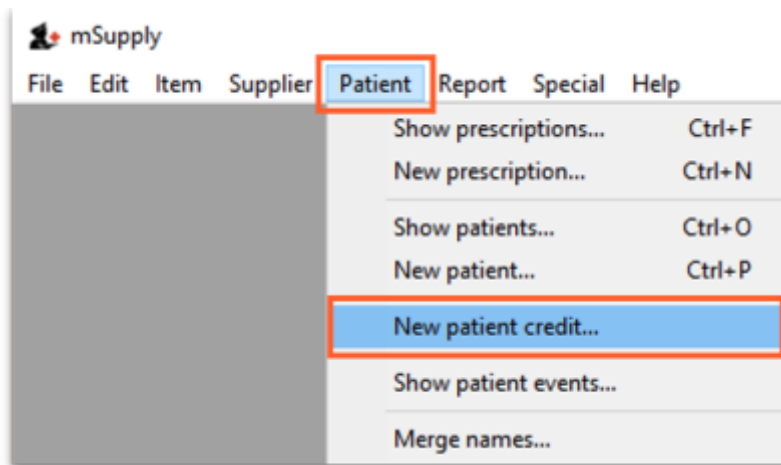 mSupply
File Edit Item Supplier Patient Report Special Help
Show prescriptions... Ctrl+F
New prescription... Ctrl+N
Show patients... Ctrl+O
New patient... Ctrl+P
New patient credit...
Show patient events...
Merge names...